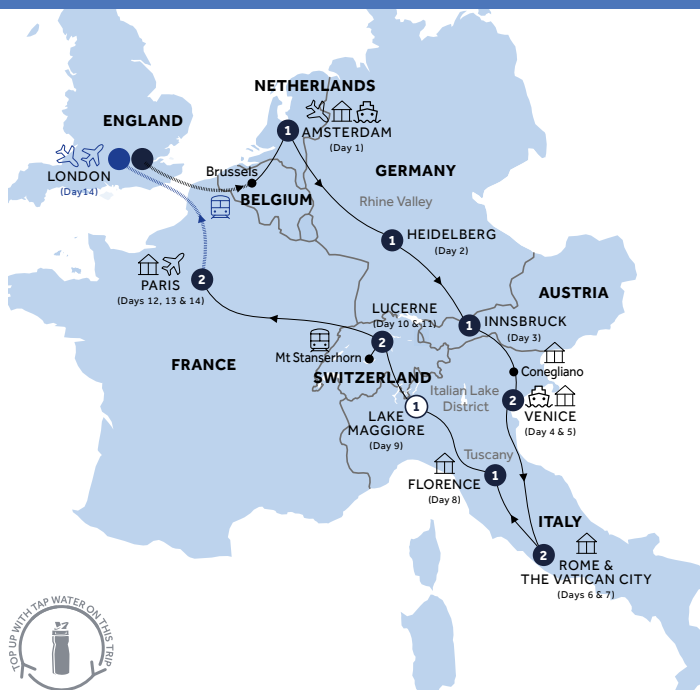 NETHERLANDS
ENGLAND
1
AMSTERDAM
(Day 1)
LONDON
(Day14)
Brussels
BELGIUM
GERMANY
Rhine Valley
1
HEIDELBERG
(Day 2)
2
PARIS
(Days 12, 13 & 14)
AUSTRIA
LUCERNE
(Day 10 & 11)
2
1
INNSBRUCK
(Day 3)
Mt Stanserhorn
FRANCE
SWITZERLAND
Conegliano
Italian Lake
District
2
VENICE
(Day 4 & 5)
1
LAKE
MAGGIORE
(Day 9)
Tuscany
1
FLORENCE
(Day 8)
ITALY
2
ROME &
THE VATICAN CITY
(Days 6 & 7)
TOP UP WITH TAP WATER ON THIS TRIP